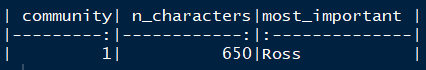 | community| n_characters|most_important |
|---------:|------------:|:--------------|
| 1| 650|Ross |